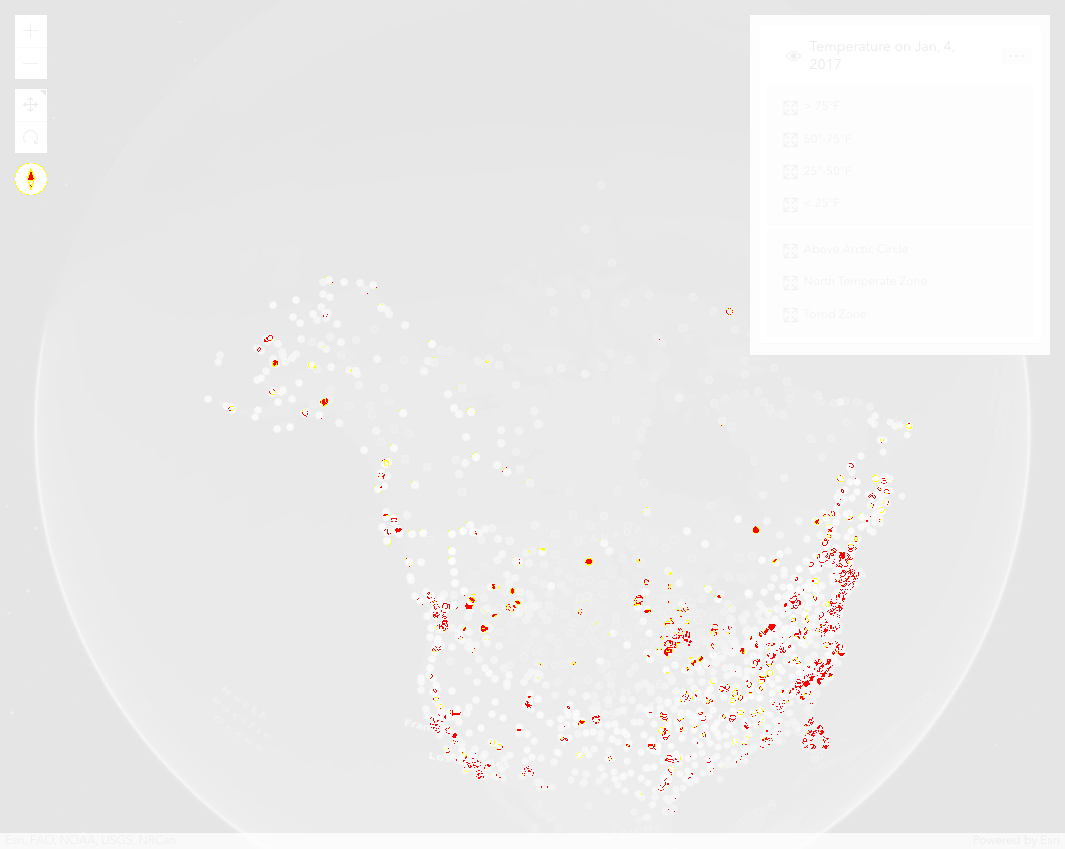 Temperature on Jan, 4,
2017
> 75°F
50°-75°F
25°-50°F
< 25°F
Above Arctic Circle
North Temperate Zone
Torrid Zone
Esri, FAO, NOAA, USGS, NRCan
Powered by Esri